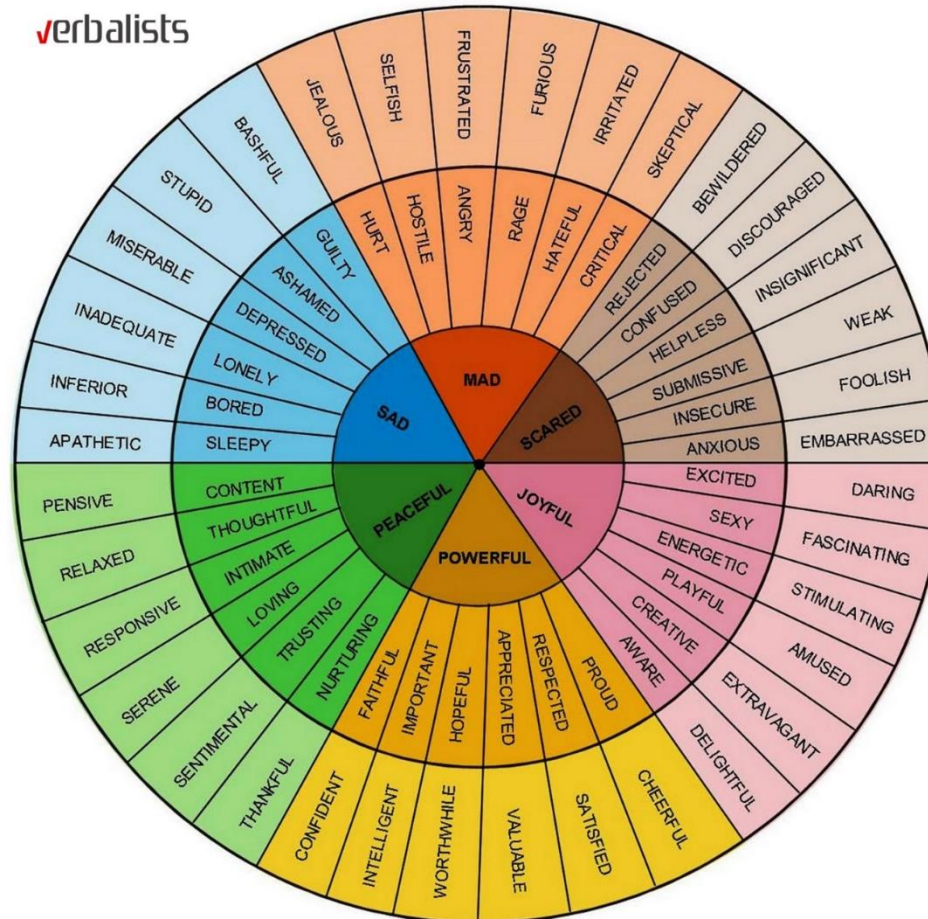 verbalists
MAD
SCARED
JOYFUL
POWERFUL
PEACEFUL
SAD
HURT
HOSTILE
ANGRY
RAGE
HATEFUL
CRITICAL
REJECTED
CONFUSED
HELPLESS
SUBMISSIVE
INSECURE
ANXIOUS
EXCITED
SEXY
ENERGETIC
PLAYFUL
CREATIVE
AWARE
PROUD
RESPECTED
APPRECIATED
HOPEFUL
IMPORTANT
FAITHFUL
NURTURING
TRUSTING
LOVING
INTIMATE
THOUGHTFUL
CONTENT
SLEEPY
BORED
LONELY
DEPRESSED
ASHAMED
GUILTY
JEALOUS
SELFISH
FRUSTRATED
FURIOUS
IRRITATED
SKEPTICAL
BEWILDERED
DISCOURAGED
INSIGNIFICANT
WEAK
FOOLISH
EMBARRASSED
DARING
FASCINATING
STIMULATING
AMUSED
EXTRAVAGANT
DELIGHTFUL
CHEERFUL
SATISFIED
VALUABLE
WORTHWHILE
INTELLIGENT
CONFIDENT
THANKFUL
SENTIMENTAL
SERENE
RESPONSIVE
RELAXED
PENSIVE
APATHETIC
INFERIOR
INADEQUATE
MISERABLE
STUPID
BASHFUL